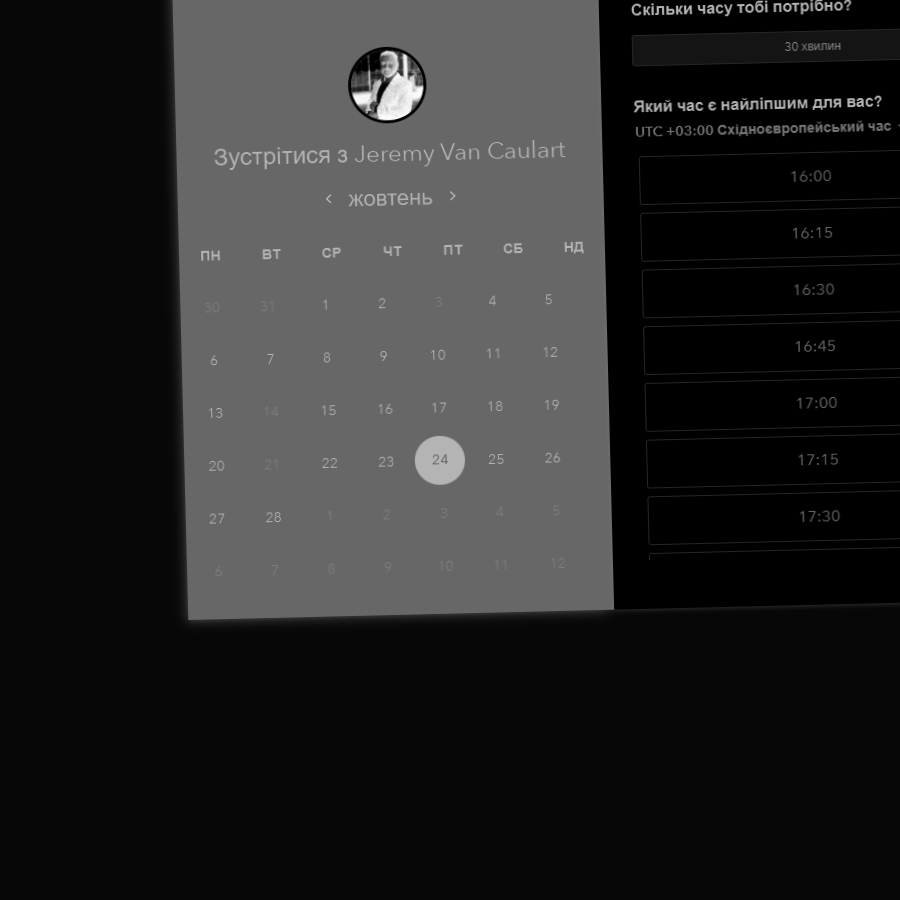 Зустрітися з Jeremy Van Caulart
‹ жовтень ›
ПН ВТ СР ЧТ ПТ СБ НД
30 31 1 2 3 4 5
6 7 8 9 10 11 12
13 14 15 16 17 18 19
20 21 22 23 24 25 26
27 28 1 2 3 4 5
6 7 8 9 10 11 12
Скільки часу тобі потрібно?
30 хвилин
Який час є найліпшим для вас?
UTC +03:00 Східноєвропейський час
16:00
16:15
16:30
16:45
17:00
17:15
17:30